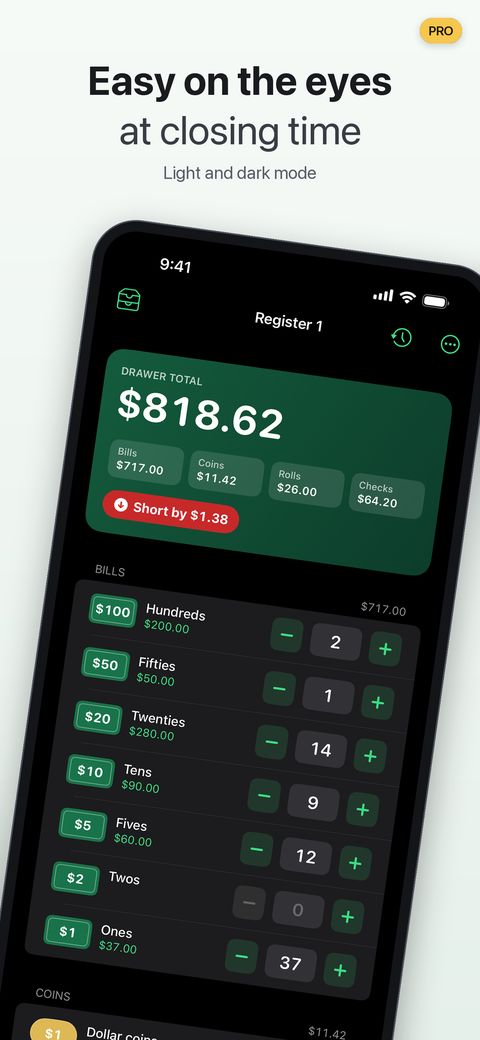 PRO
Easy on the eyes
at closing time
Light and dark mode
9:41
Register 1
DRAWER TOTAL
$818.62
Bills
$717.00
Coins
$11.42
Rolls
$26.00
Checks
$64.20
Short by $1.38
BILLS
$717.00
$100
Hundreds
$200.00
2
$50
Fifties
$50.00
1
$20
Twenties
$280.00
14
$10
Tens
$90.00
9
$5
Fives
$60.00
12
$2
Twos
0
$1
Ones
$37.00
37
COINS
$11.42
$1
Dollar coins